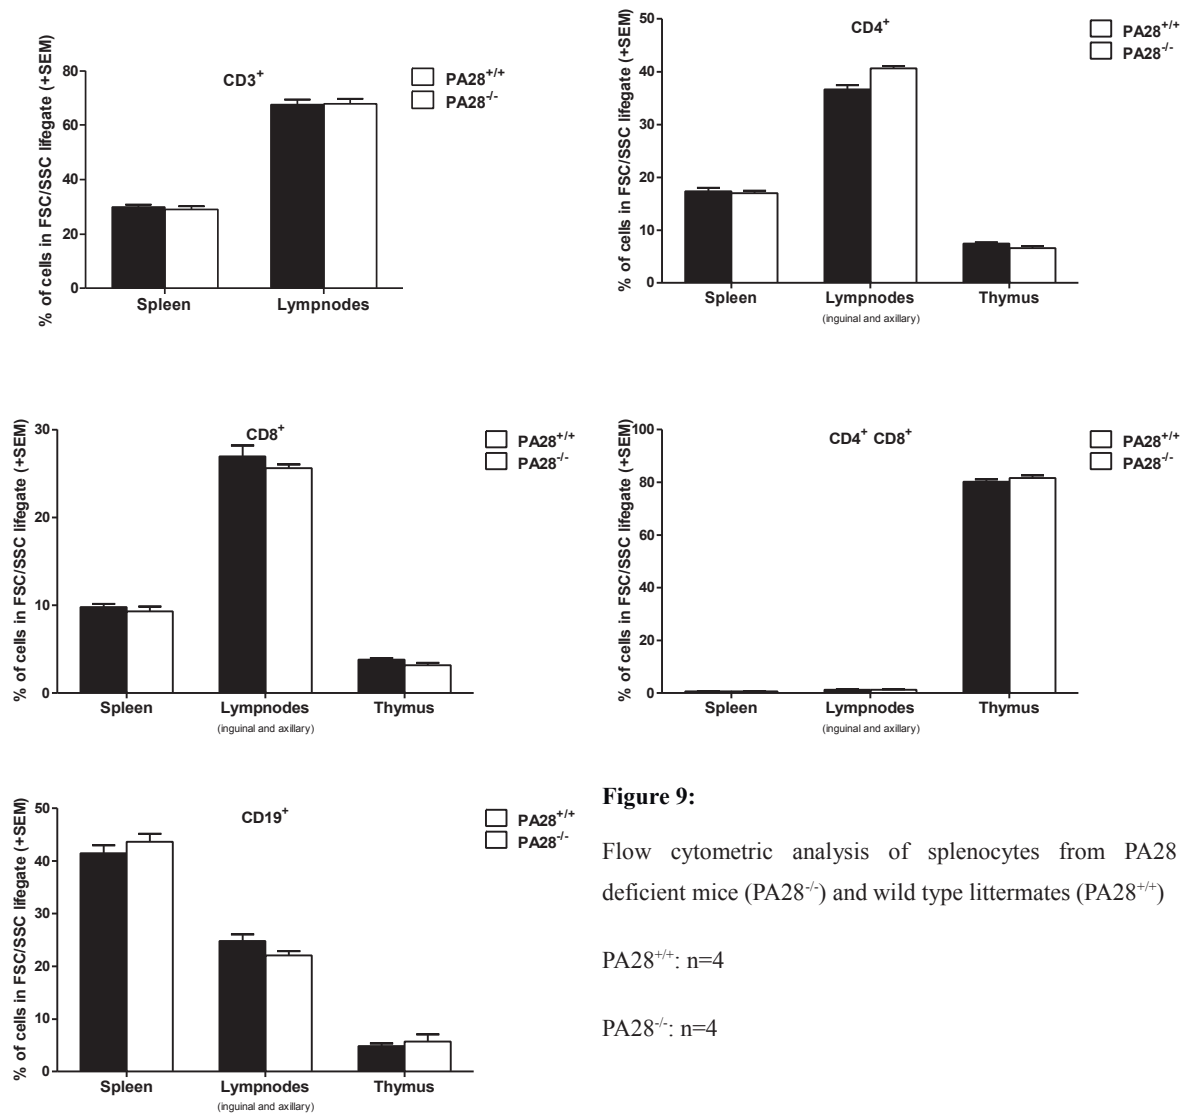 % of cells in FSC/SSC lifegate (+SEM)
CD3+
PA28+/+
PA28-/-
80
60
40
20
0
Spleen
Lympnodes
% of cells in FSC/SSC lifegate (+SEM)
CD4+
PA28+/+
PA28-/-
50
40
30
20
10
0
Spleen
Lympnodes
Thymus
(inguinal and axillary)
% of cells in FSC/SSC lifegate (+SEM)
CD8+
PA28+/+
PA28-/-
30
20
10
0
Spleen
Lympnodes
Thymus
(inguinal and axillary)
% of cells in FSC/SSC lifegate (+SEM)
CD4+ CD8+
PA28+/+
PA28-/-
100
80
60
40
20
0
Spleen
Lympnodes
Thymus
(inguinal and axillary)
% of cells in FSC/SSC lifegate (+SEM)
CD19+
PA28+/+
PA28-/-
50
40
30
20
10
0
Spleen
Lympnodes
Thymus
(inguinal and axillary)
Figure 9:
Flow cytometric analysis of splenocytes from PA28
deficient mice (PA28-/-) and wild type littermates (PA28+/+)
PA28+/+: n=4
PA28-/-: n=4